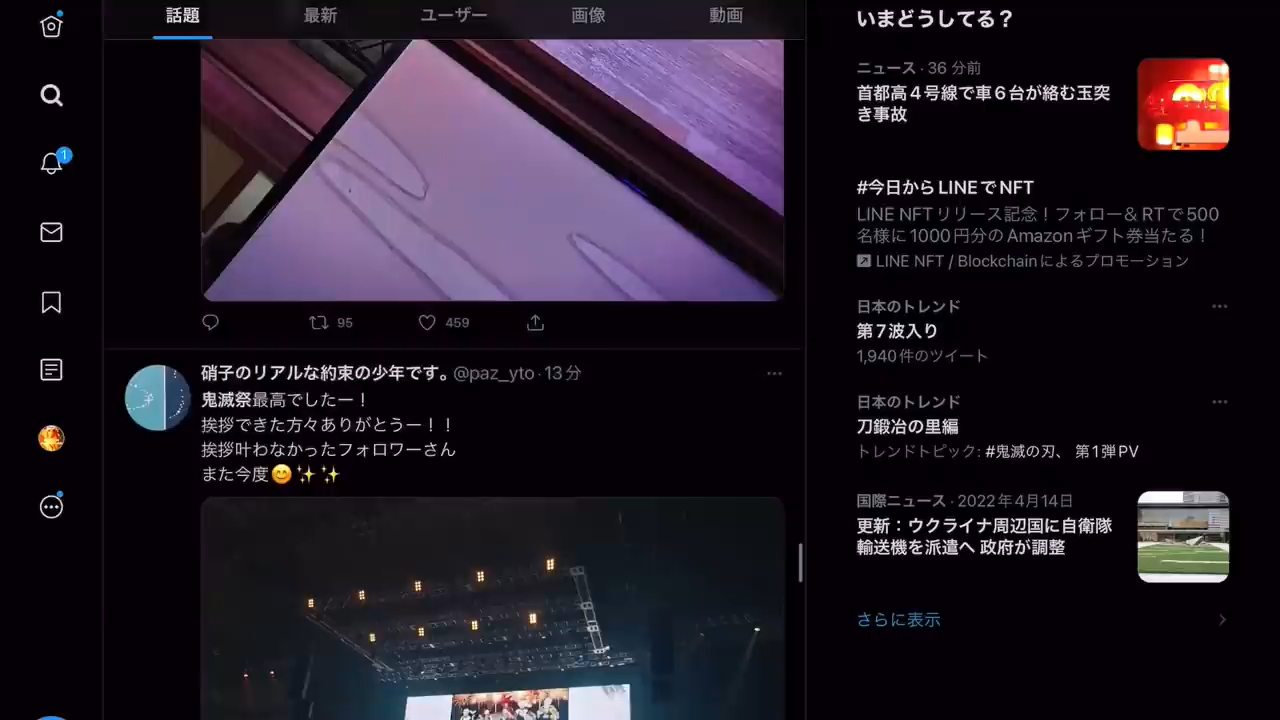 話題
最新
ユーザー
画像
動画
1
95
459
硝子のリアルな約束の少年です。@paz_yto·13分
鬼滅祭最高でしたー！
挨拶できた方々ありがとうー！！
挨拶叶わなかったフォロワーさん
また今度😊✨✨
いまどうしてる？
ニュース · 36 分前
首都高４号線で車６台が絡む玉突
き事故
#今日からLINEでNFT
LINE NFTリリース記念！フォロー＆RTで500
名様に1000円分のAmazonギフト券当たる！
LINE NFT / Blockchainによるプロモーション
日本のトレンド
第７波入り
1,940件のツイート
日本のトレンド
刀鍛冶の里編
トレンドトピック: #鬼滅の刃、 第1弾PV
国際ニュース · 2022年4月14日
更新：ウクライナ周辺国に自衛隊
輸送機を派遣へ 政府が調整
さらに表示